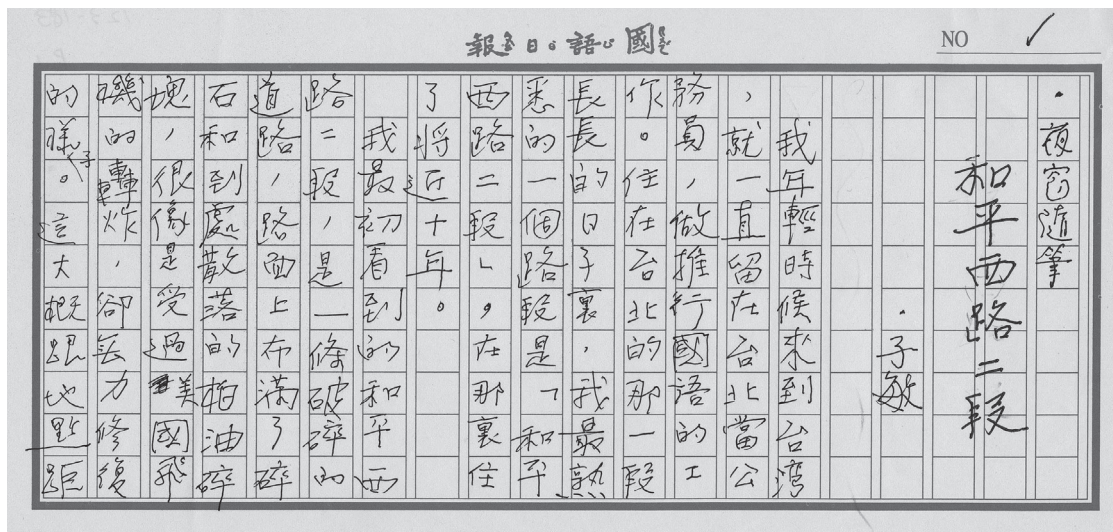 國語日報
NO
・夜窗隨筆
和平西路二段
・子敏
我年輕時候來到台灣
，就一直留在台北當公
務員，做推行國語的工
作。住在台北的那一段
長長的日子裏，我最熟
悉的一個路段是「和平
西路二段」。在那裏住
了將近十年。
我最初看到的和平西
路二段，是一條破碎的
道路，路面上布滿了碎
石和到處散落的柏油碎
塊，很像是受過美國飛
機的轟炸，卻無力修復
的樣子。這大概跟地點距